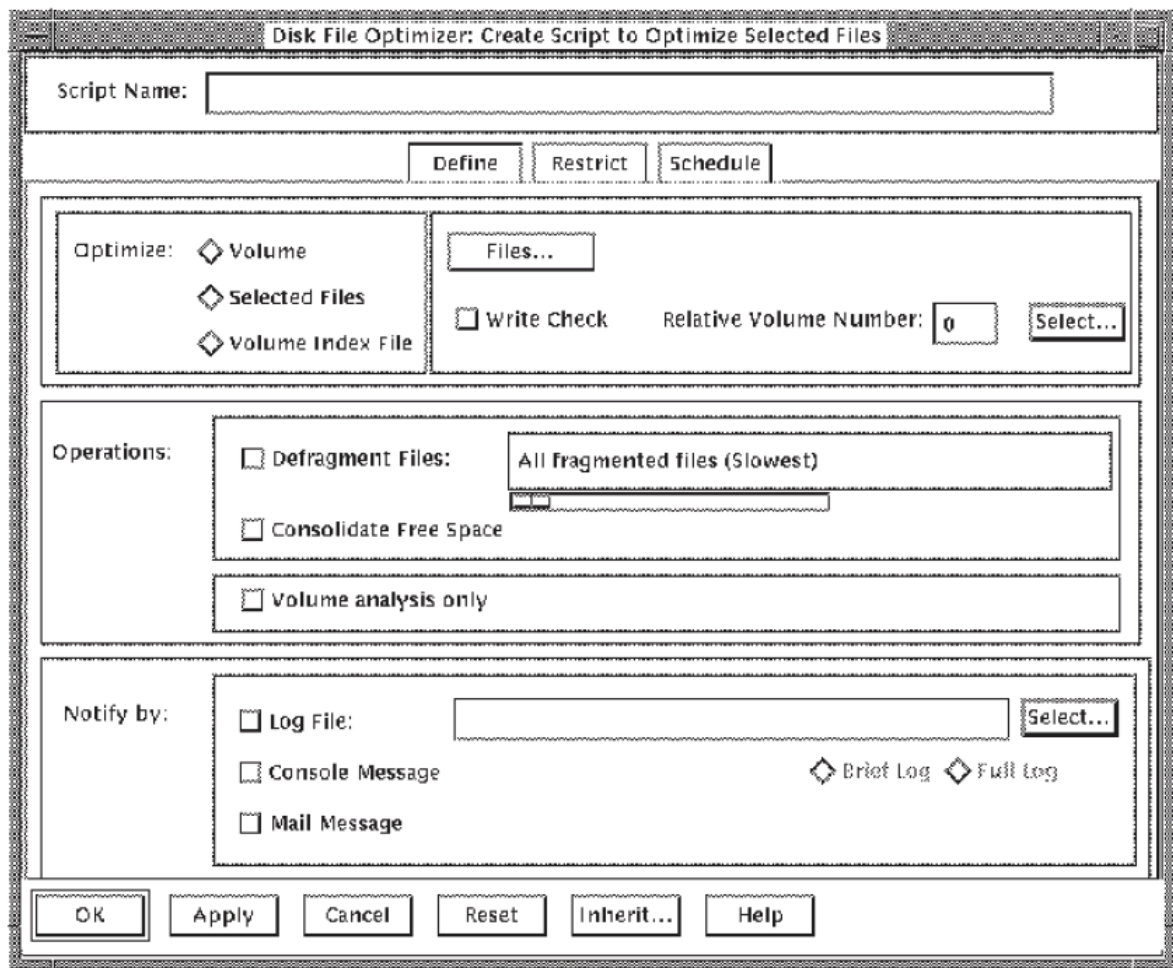 Disk File Optimizer: Create Script to Optimize Selected Files
Script Name:
Define Restrict Schedule
Optimize: Volume Files...
Selected Files
Write Check Relative Volume Number: 0 Select...
Volume Index File
Operations: Defragment Files: All fragmented files (Slowest)
Consolidate Free Space
Volume analysis only
Notify by: Log File: Select...
Console Message Brief Log Full Log
Mail Message
OK Apply Cancel Reset Inherit... Help